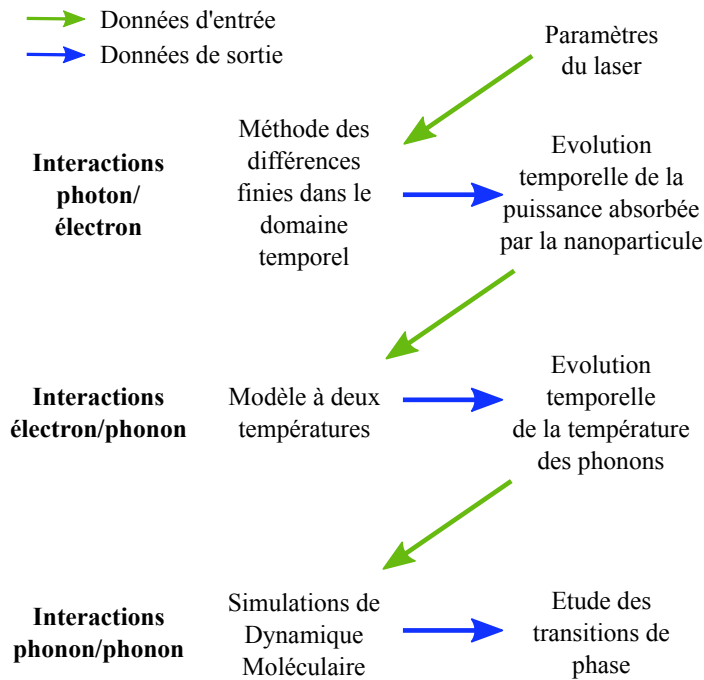 Données d'entrée
Données de sortie
Paramètres
du laser
Interactions
photon/
électron
Méthode des
différences
finies dans le
domaine
temporel
Evolution
temporelle de la
puissance absorbée
par la nanoparticule
Interactions
électron/phonon
Modèle à deux
températures
Evolution
temporelle
de la température
des phonons
Interactions
phonon/phonon
Simulations de
Dynamique
Moléculaire
Etude des
transitions de
phase